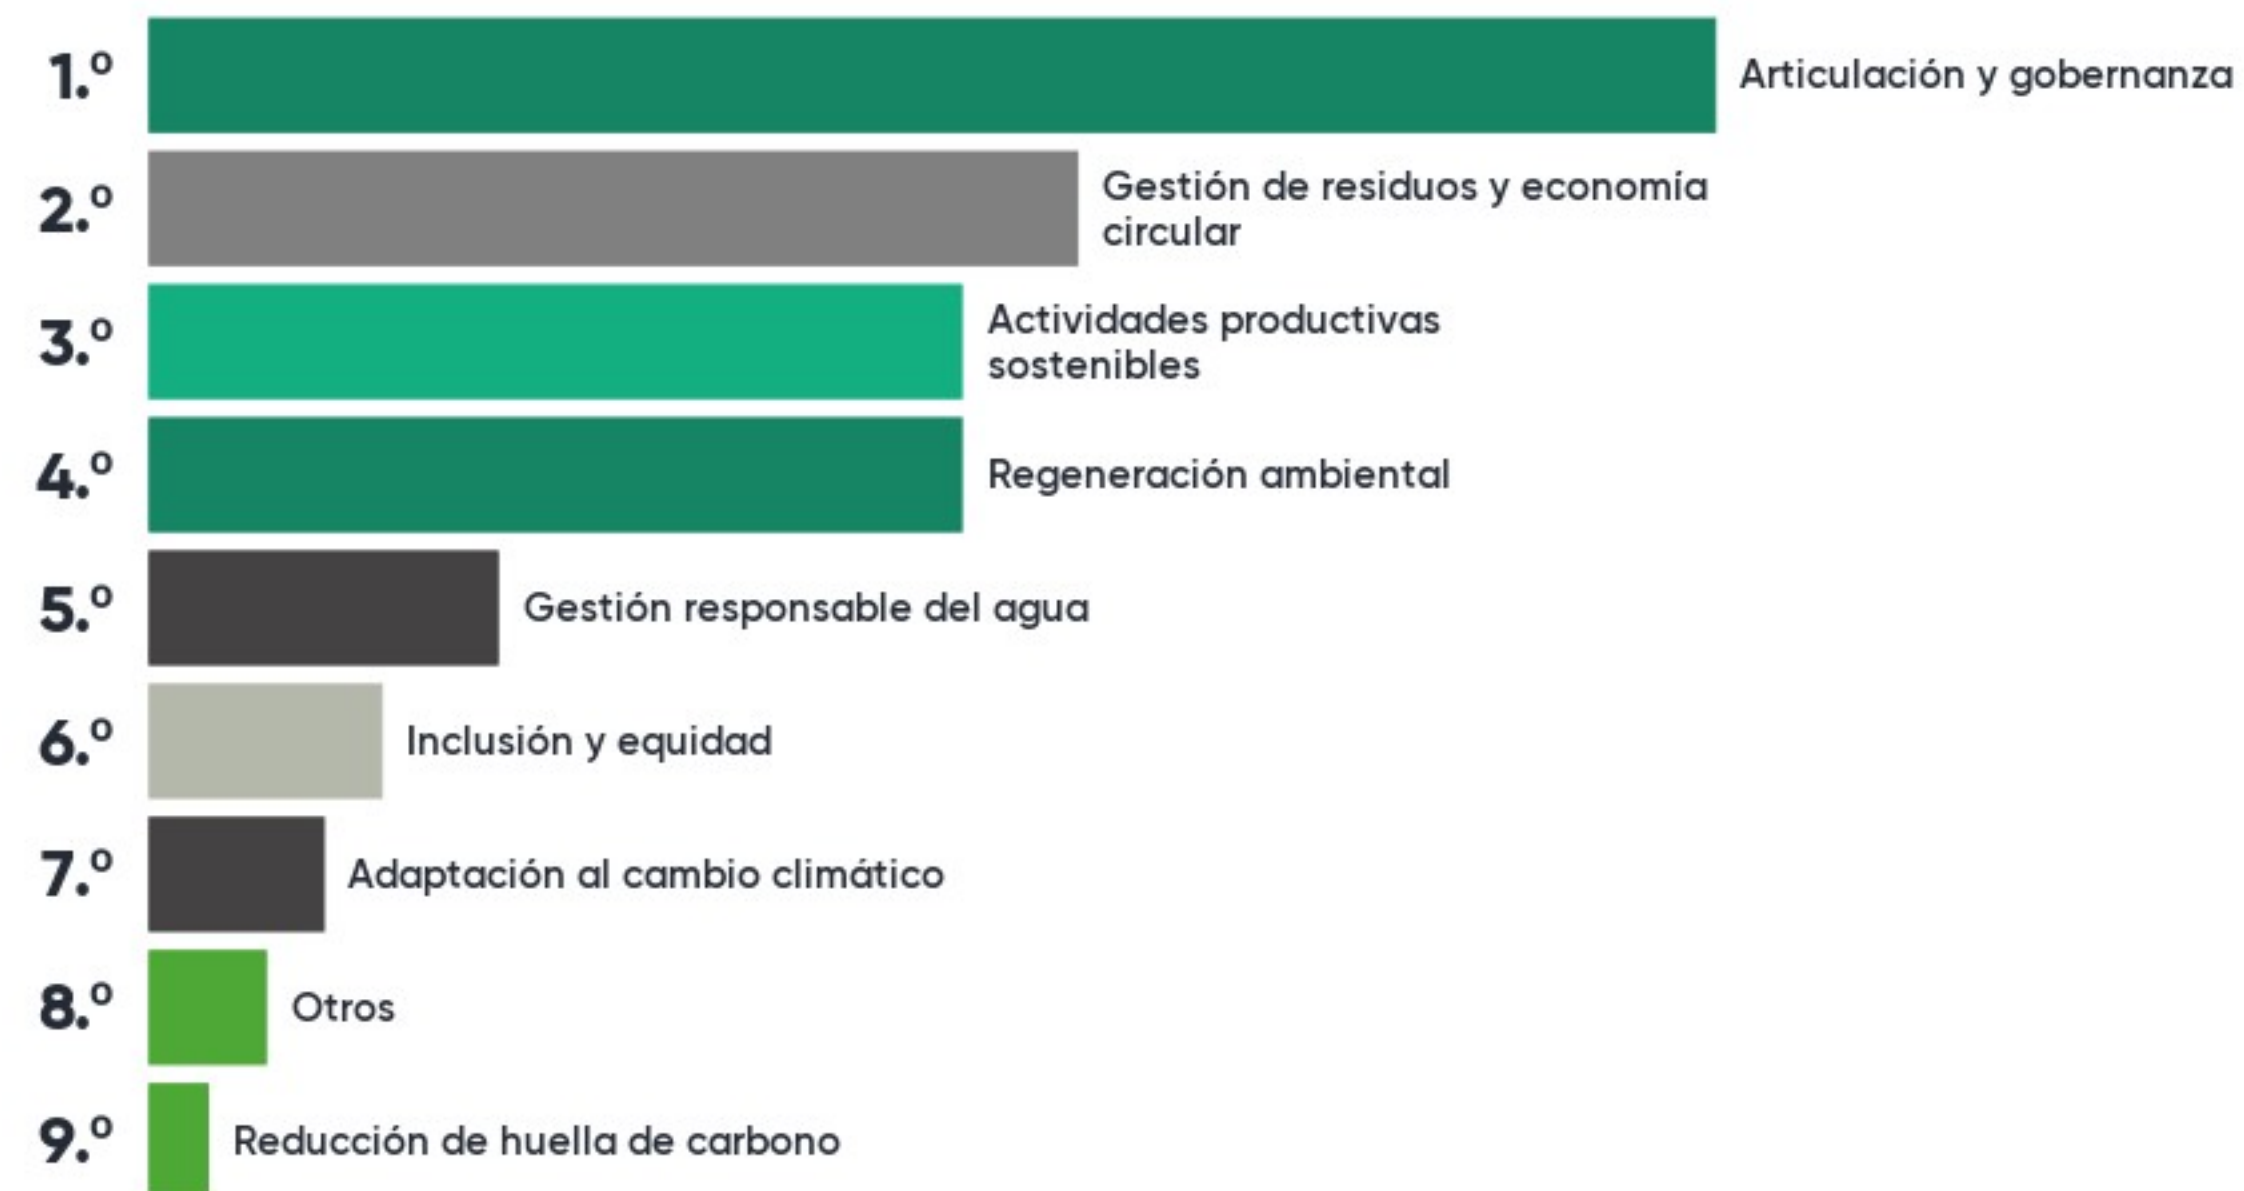 1.º
Articulación y gobernanza
2.º
Gestión de residuos y economía
circular
3.º
Actividades productivas
sostenibles
4.º
Regeneración ambiental
5.º
Gestión responsable del agua
6.º
Inclusión y equidad
7.º
Adaptación al cambio climático
8.º
Otros
9.º
Reducción de huella de carbono